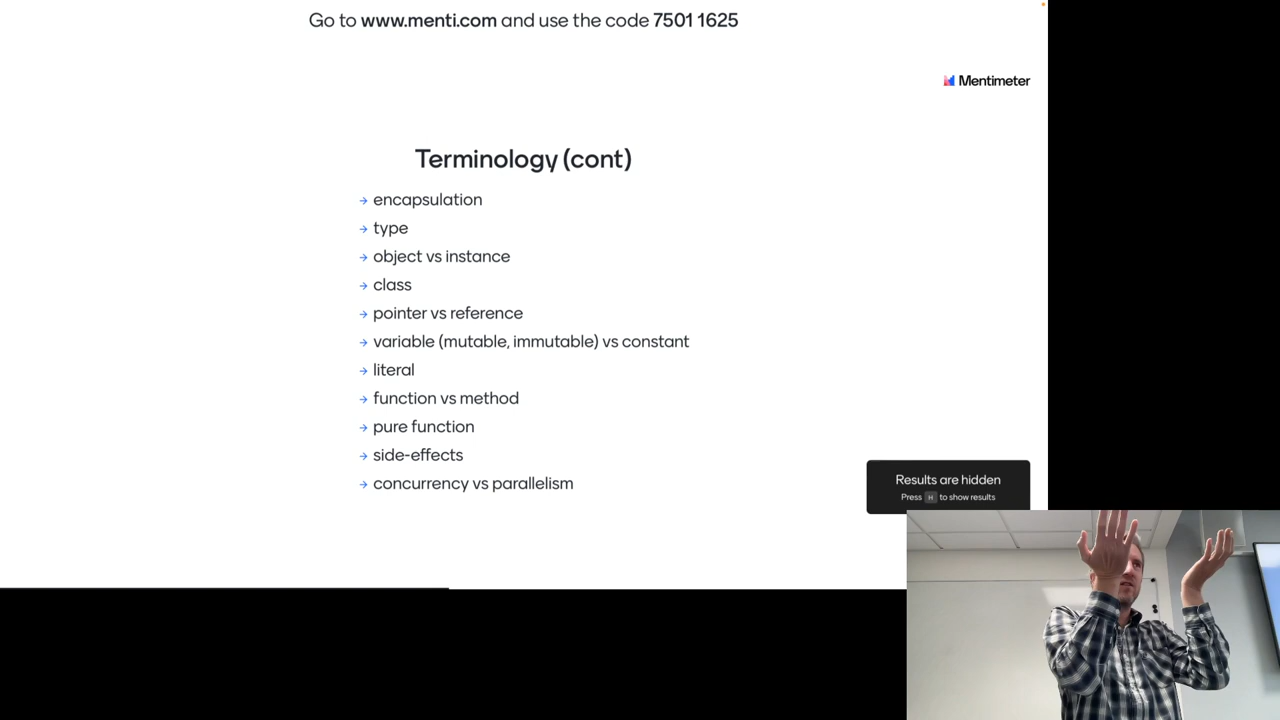 Go to www.menti.com and use the code 7501 1625
Mentimeter
Terminology (cont)
→ encapsulation
→ type
→ object vs instance
→ class
→ pointer vs reference
→ variable (mutable, immutable) vs constant
→ literal
→ function vs method
→ pure function
→ side-effects
→ concurrency vs parallelism
Results are hidden
Press H to show results